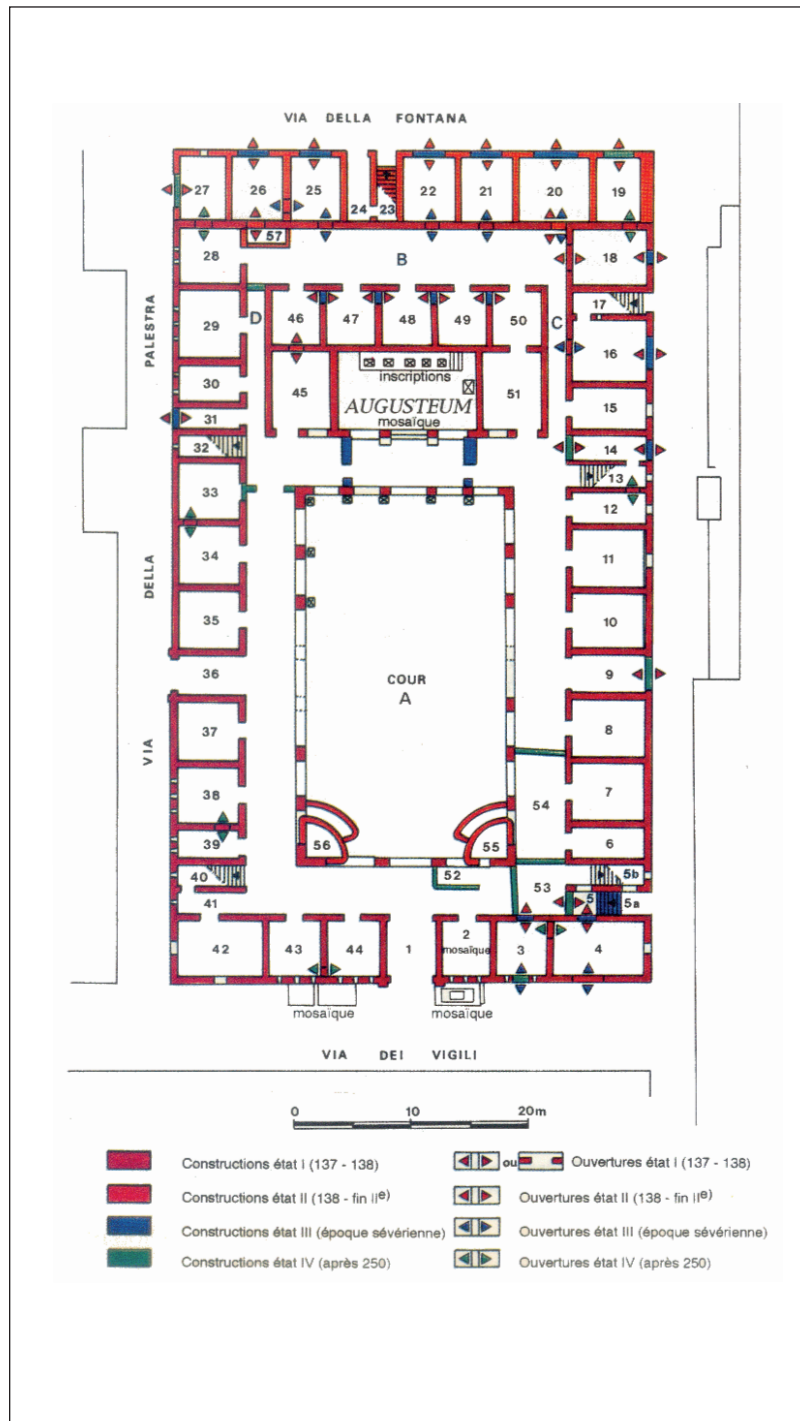 VIA DELLA FONTANA
27 26 25 24 23 22 21 20 19
57
28 B 18
17
D 46 47 48 49 50 C
29 16
PALESTRA
inscriptions
45 AUGUSTEUM 51
mosaïque
30 15
31 14
32 13
33 12
34 11
DELLA
35 10
36 COUR 9
A
37 8
VIA
38 54 7
39 56 55 6
40 52 5b
41 53 5 5a
42 43 44 1 2 3 4
mosaïque
mosaïque mosaïque
VIA DEI VIGILI
0 10 20m
Constructions état I (137 - 138) ou Ouvertures état I (137 - 138)
Constructions état II (138 - fin IIe) Ouvertures état II (138 - fin IIe)
Constructions état III (époque sévérienne) Ouvertures état III (époque sévérienne)
Constructions état IV (après 250) Ouvertures état IV (après 250)